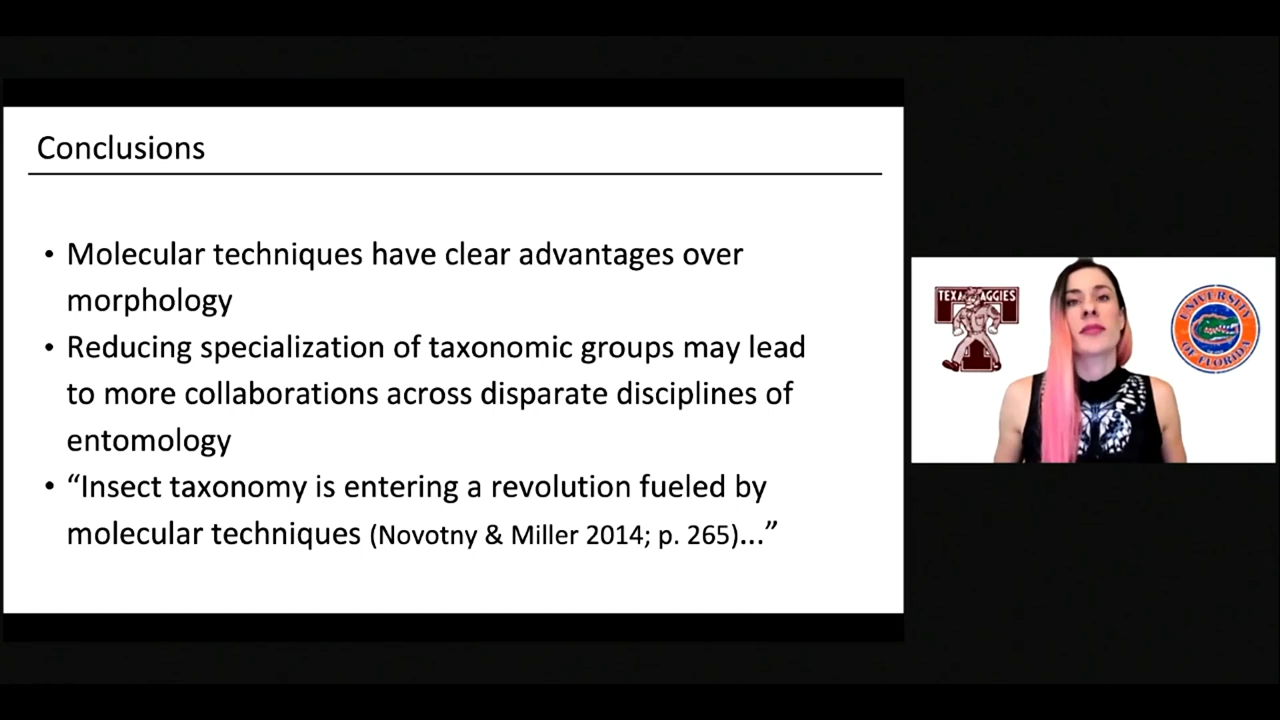 Conclusions
• Molecular techniques have clear advantages over
morphology
• Reducing specialization of taxonomic groups may lead
to more collaborations across disparate disciplines of
entomology
• “Insect taxonomy is entering a revolution fueled by
molecular techniques (Novotny & Miller 2014; p. 265)...”
TEXAS AGGIES
UNIVERSITY
OF FLORIDA